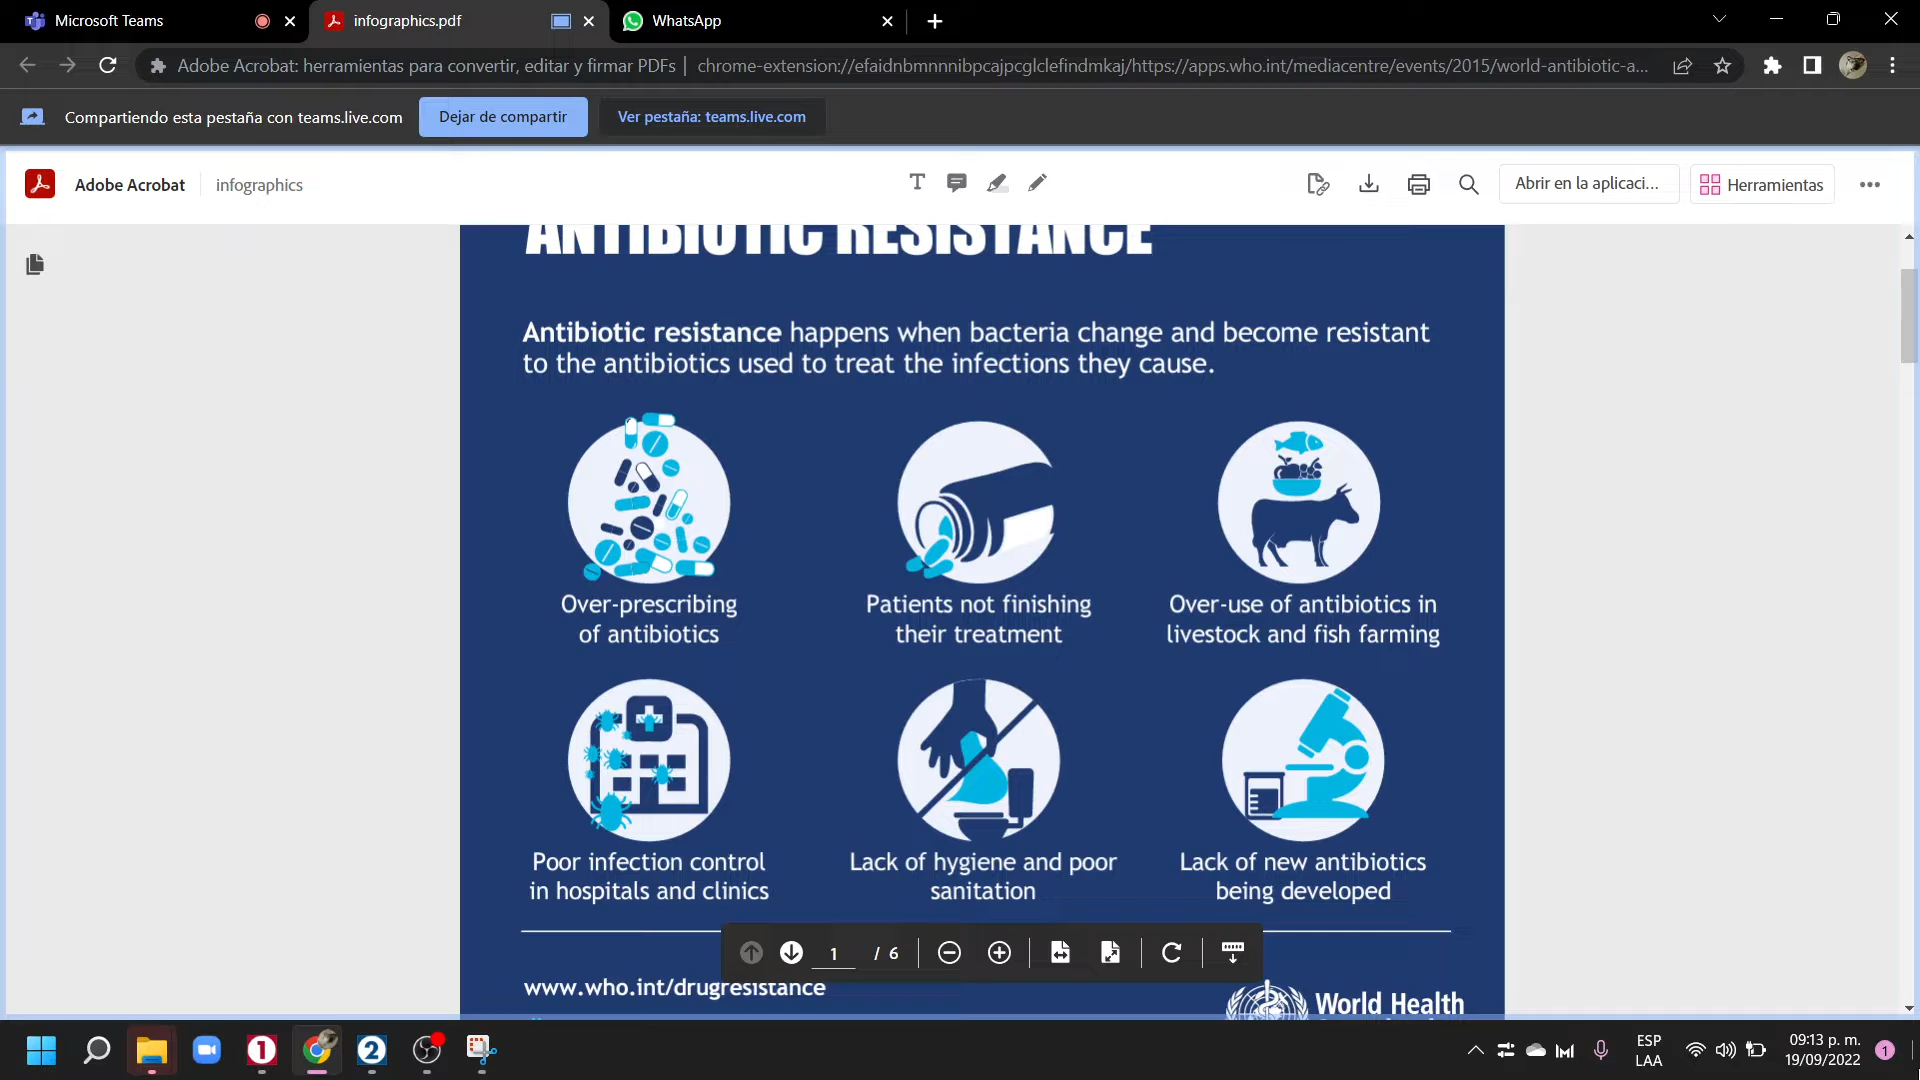 Microsoft Teams
infographics.pdf
WhatsApp
Adobe Acrobat: herramientas para convertir, editar y firmar PDFs | chrome-extension://efaidnbmnnnibpcajpcglclefindmkaj/https://apps.who.int/mediacentre/events/2015/world-antibiotic-a...
Compartiendo esta pestaña con teams.live.com
Dejar de compartir
Ver pestaña: teams.live.com
Adobe Acrobat
infographics
Abrir en la aplicaci...
Herramientas
ANTIBIOTIC RESISTANCE
Antibiotic resistance happens when bacteria change and become resistant
to the antibiotics used to treat the infections they cause.
Over-prescribing
of antibiotics
Patients not finishing
their treatment
Over-use of antibiotics in
livestock and fish farming
Poor infection control
in hospitals and clinics
Lack of hygiene and poor
sanitation
Lack of new antibiotics
being developed
1 / 6
www.who.int/drugresistance
World Health
1
2
ESP
LAA
09:13 p. m.
19/09/2022
1